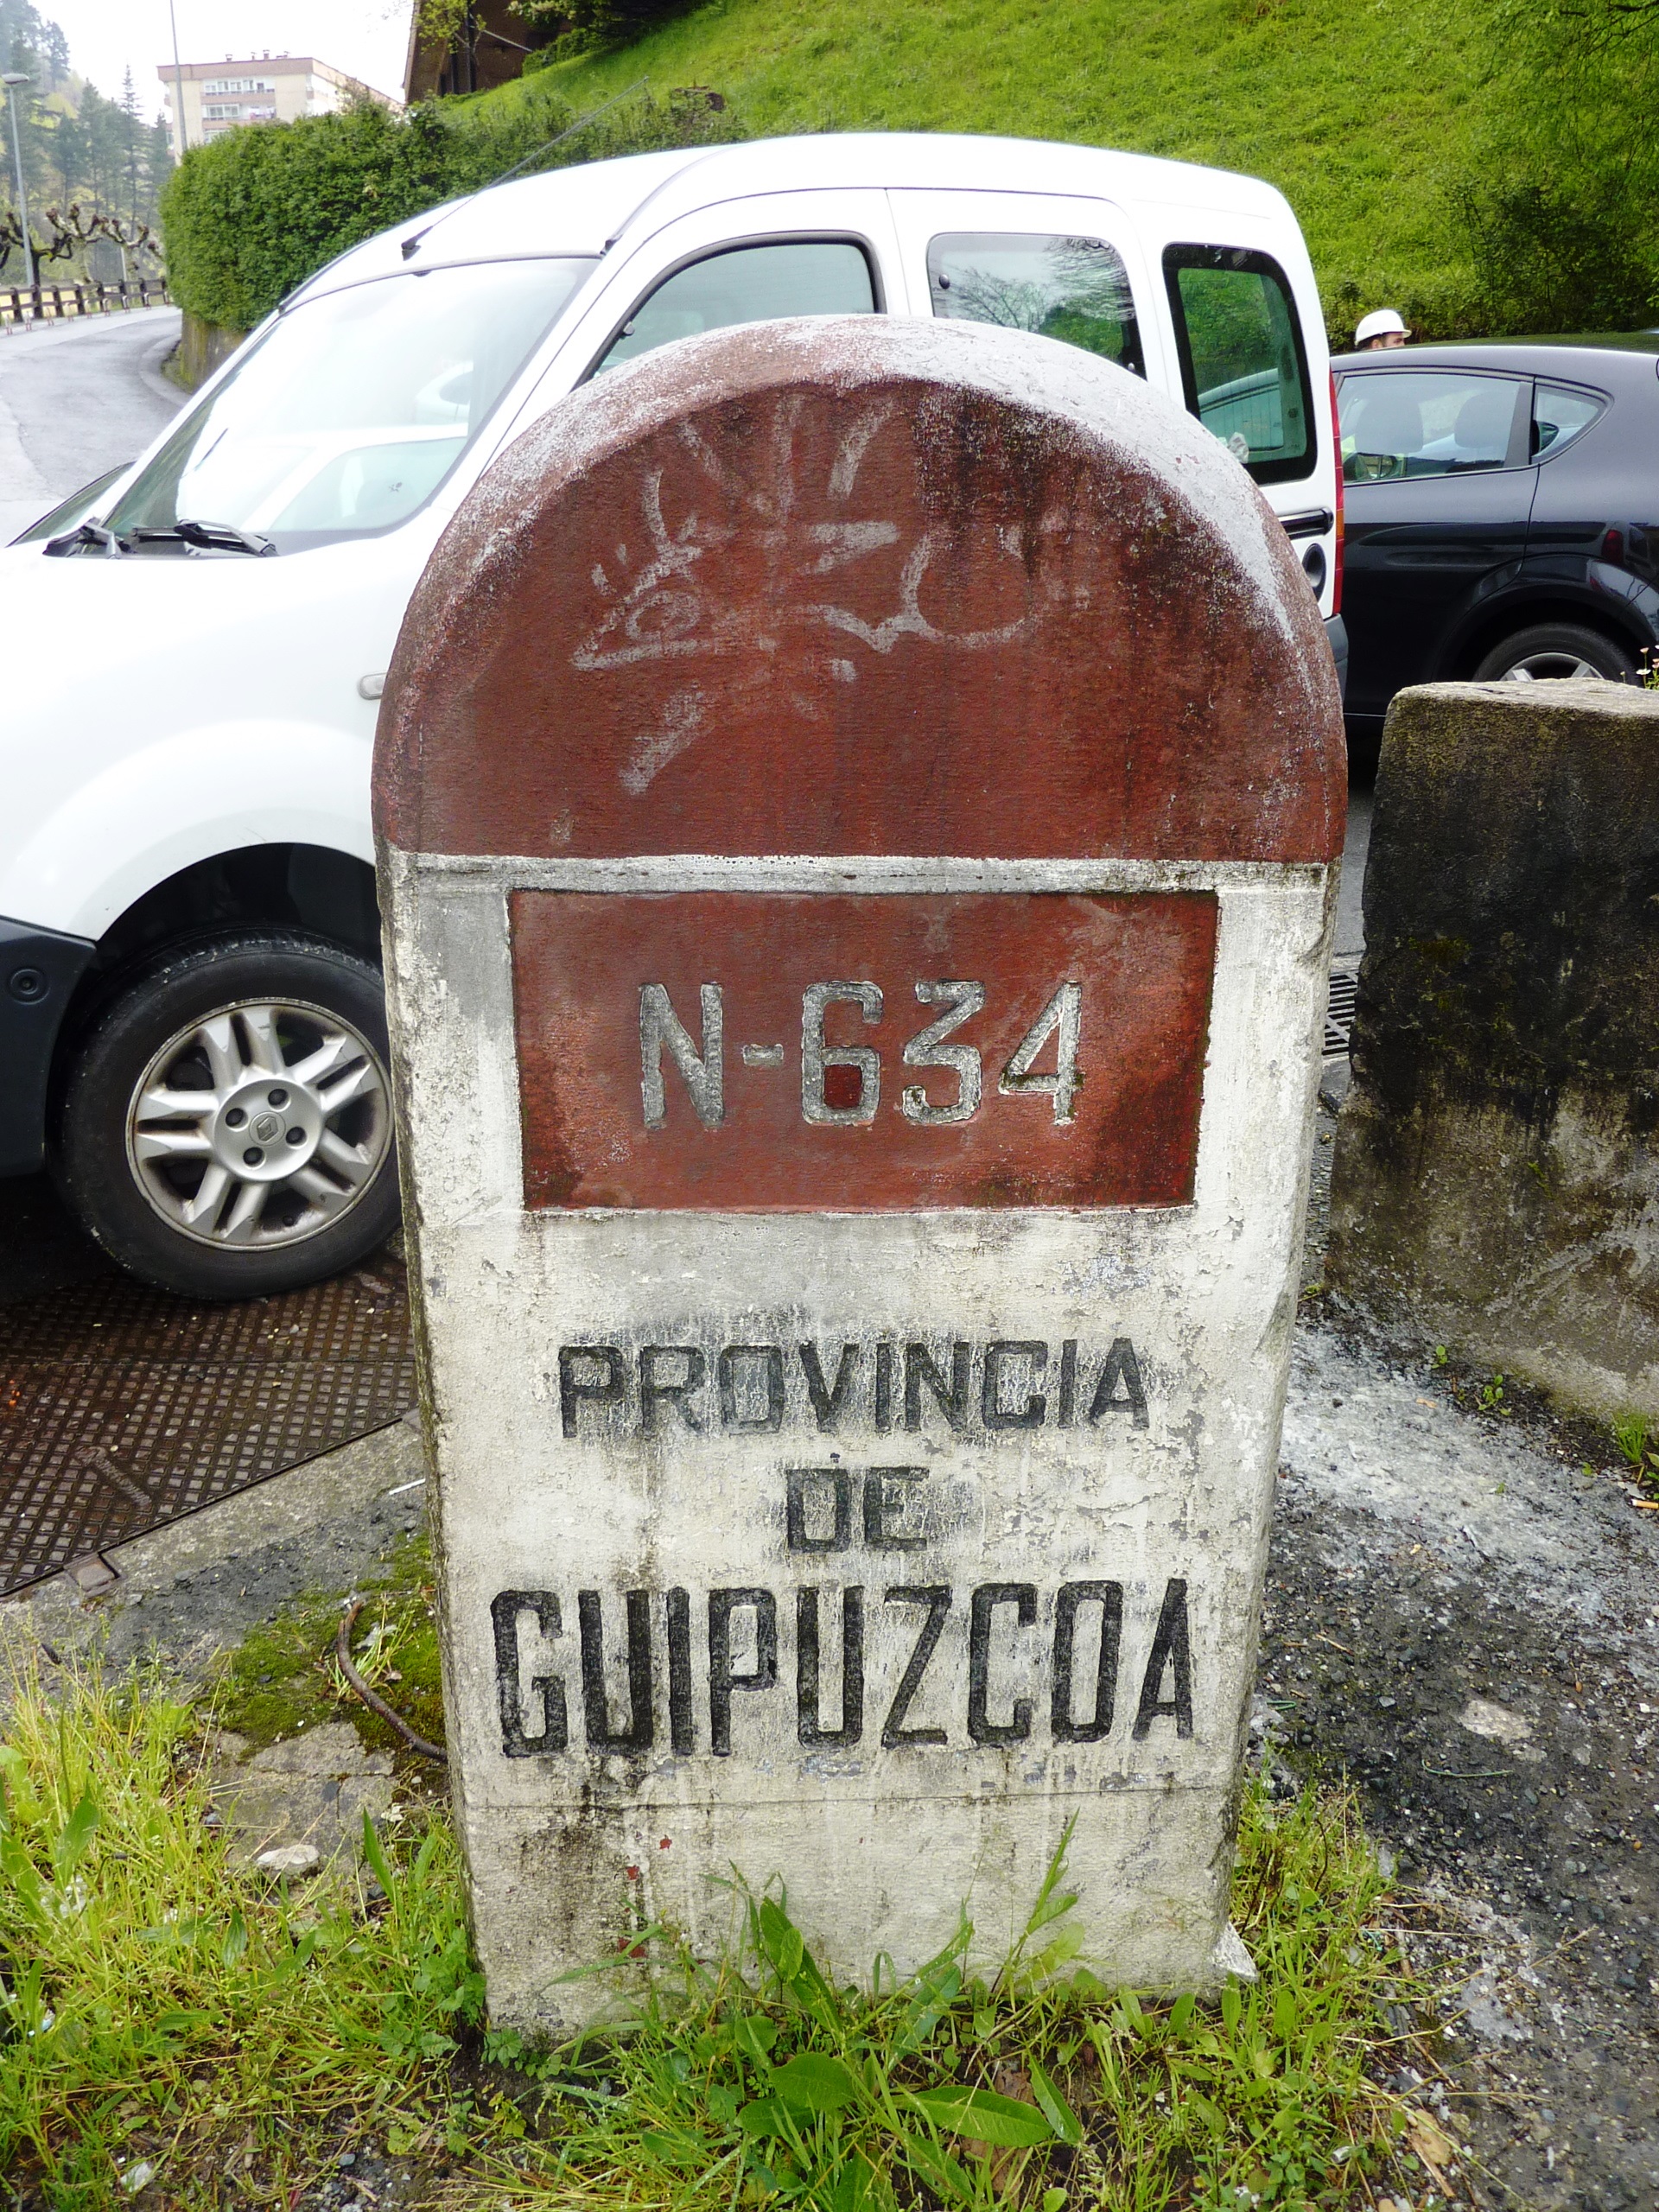 N-634
PROVINCIA
DE
GUIPUZCOA